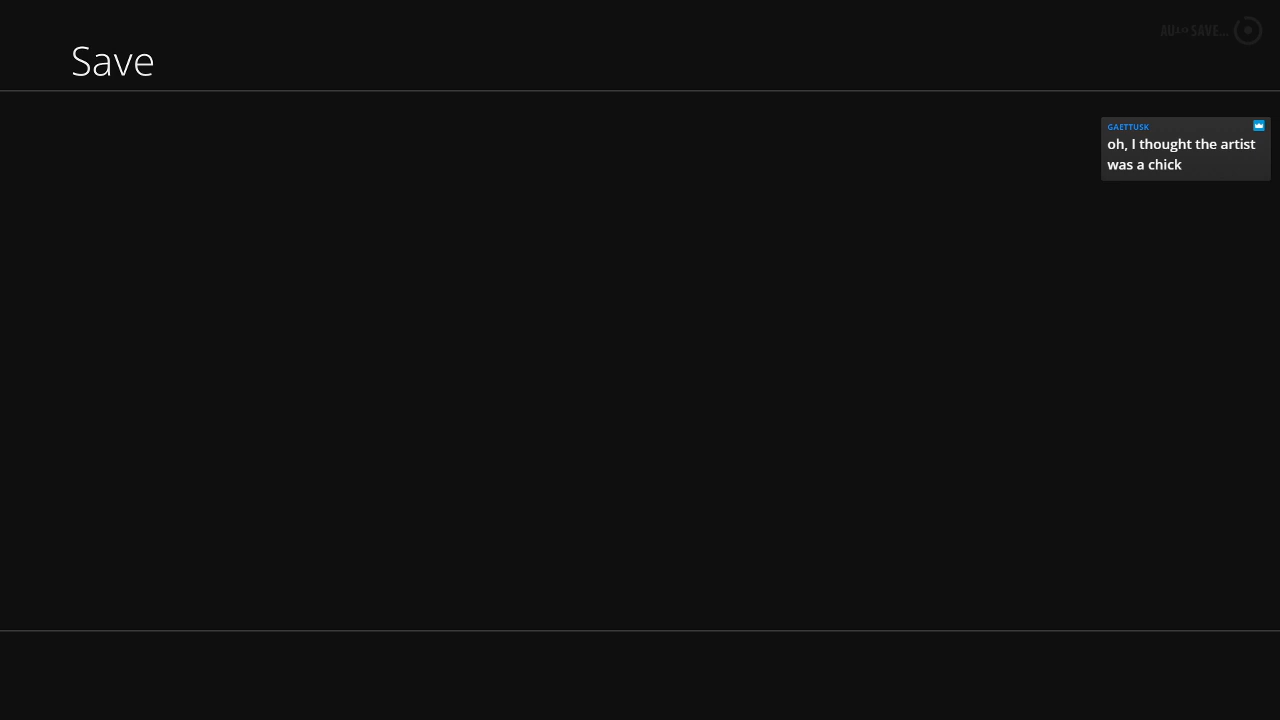 AUTO SAVE...
Save
GAETTUSK
oh, I thought the artist
was a chick